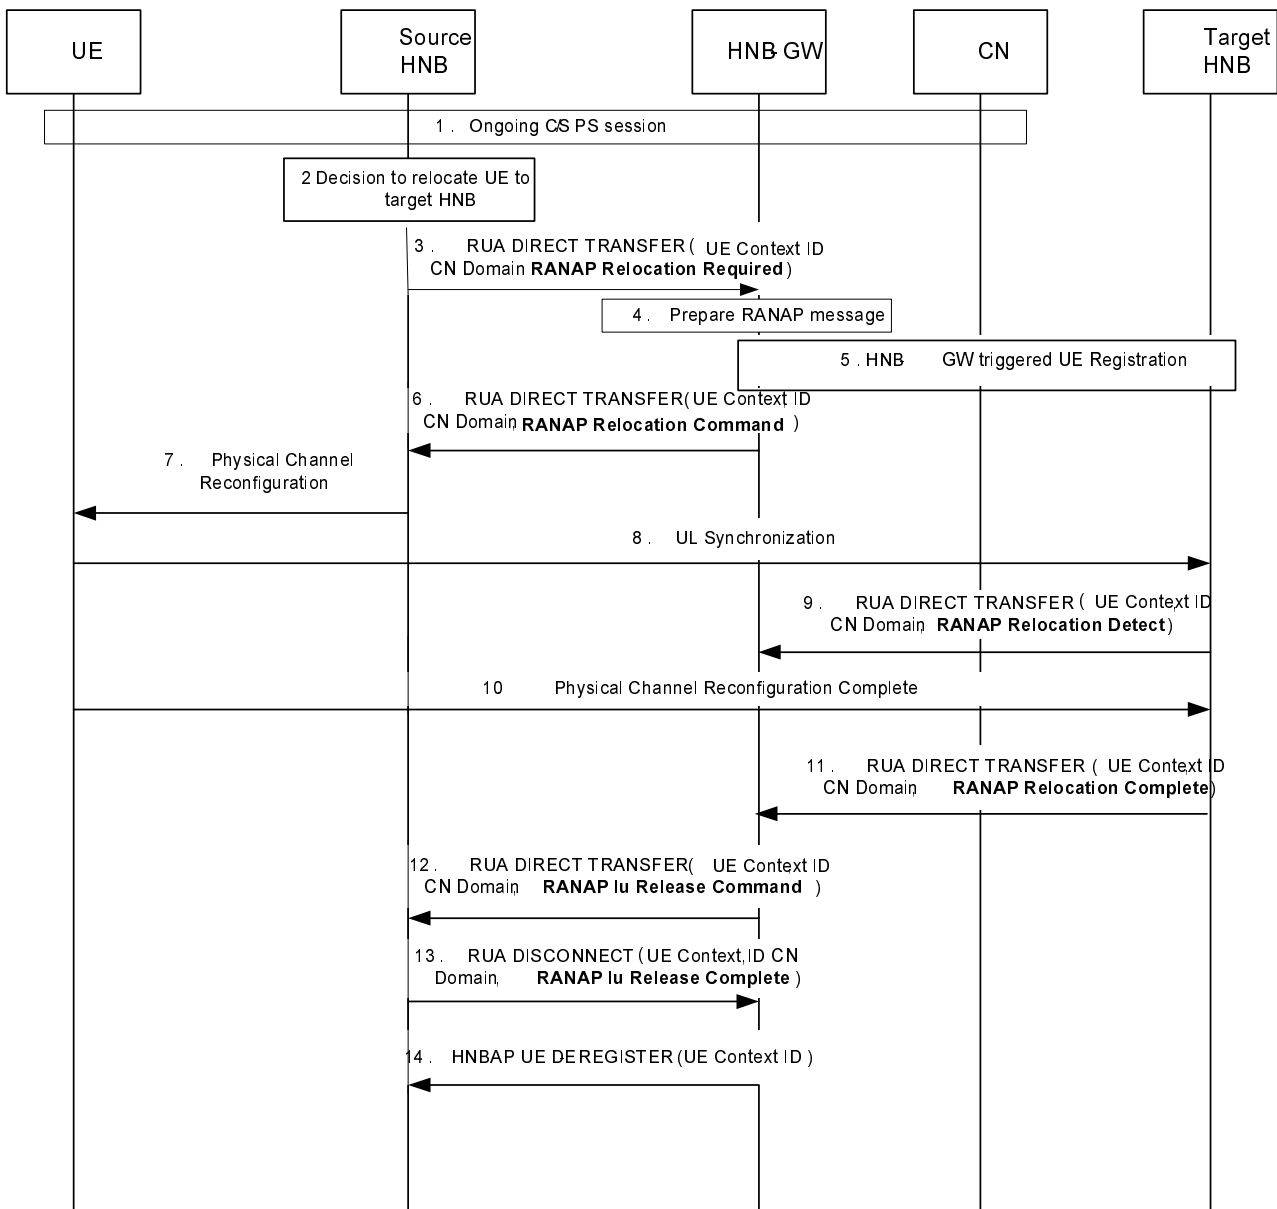 UE
Source
HNB
HNB-GW
CN
Target
HNB
1 . Ongoing C/S PS session
2 Decision to relocate UE to
target HNB
3 . RUA DIRECT TRANSFER ( UE Context ID
CN Domain RANAP Relocation Required )
4 . Prepare RANAP message
5 . HNB- GW triggered UE Registration
6 . RUA DIRECT TRANSFER ( UE Context, ID
CN Domain, RANAP Relocation Command )
7 . Physical Channel
Reconfiguration
8 . UL Synchronization
9 . RUA DIRECT TRANSFER ( UE Context, ID
CN Domain, RANAP Relocation Detect )
10 Physical Channel Reconfiguration Complete
11 . RUA DIRECT TRANSFER ( UE Context, ID
CN Domain, RANAP Relocation Complete )
12 . RUA DIRECT TRANSFER ( UE Context, ID
CN Domain, RANAP Iu Release Command )
13 . RUA DISCONNECT ( UE Context, ID CN
Domain, RANAP Iu Release Complete )
14 . HNBAP UE DE-REGISTER ( UE Context ID )